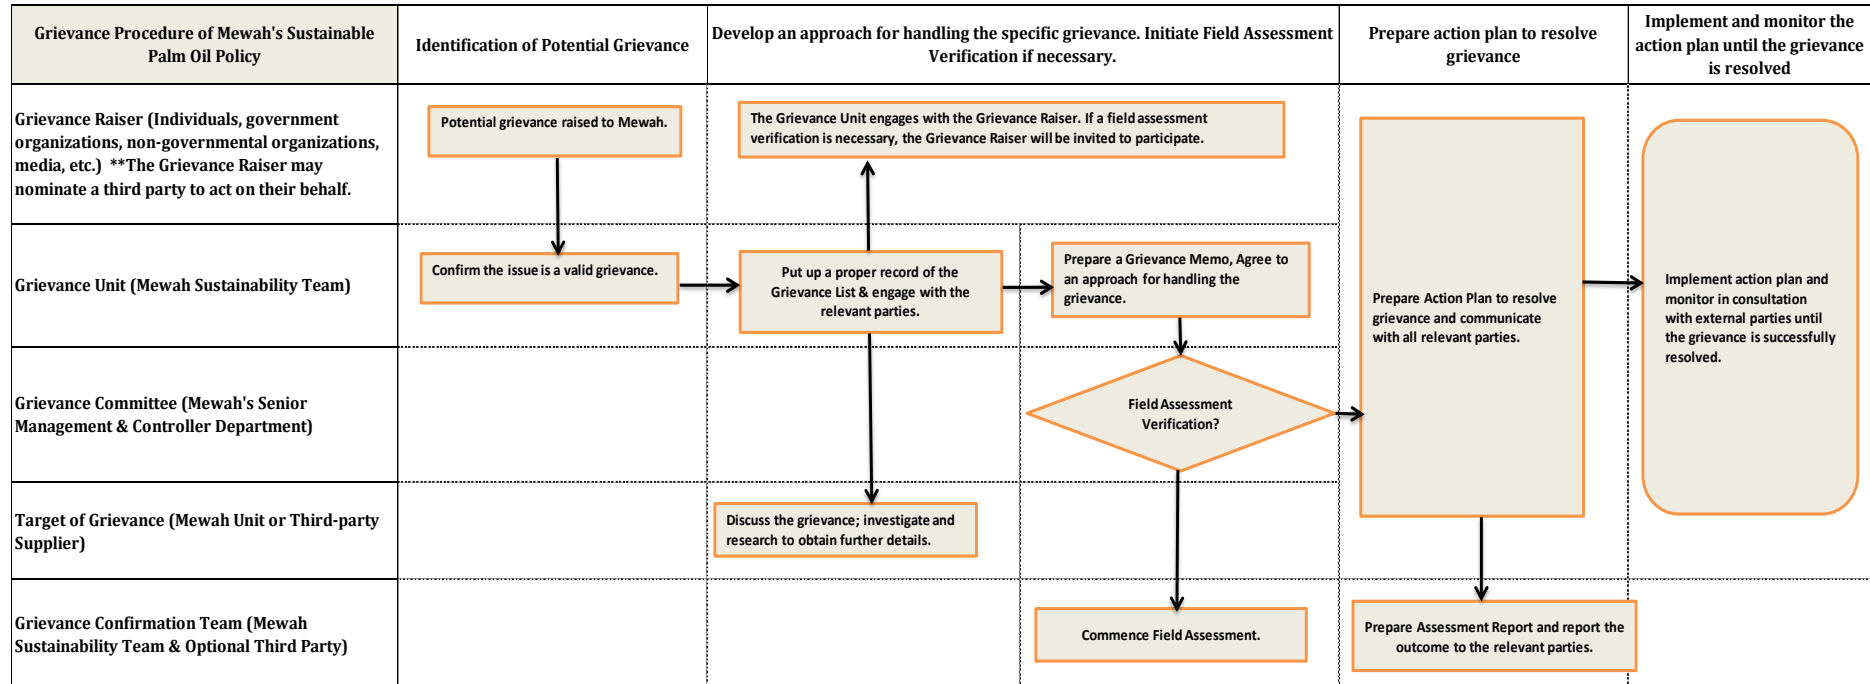 Grievance Procedure of Mewah's Sustainable
Palm Oil Policy
Identification of Potential Grievance
Develop an approach for handling the specific grievance. Initiate Field Assessment
Verification if necessary.
Prepare action plan to resolve
grievance
Implement and monitor the
action plan until the grievance
is resolved
Grievance Raiser (Individuals, government
organizations, non-governmental organizations,
media, etc.) **The Grievance Raiser may
nominate a third party to act on their behalf.
Potential grievance raised to Mewah.
The Grievance Unit engages with the Grievance Raiser. If a field assessment
verification is necessary, the Grievance Raiser will be invited to participate.
Grievance Unit (Mewah Sustainability Team)
Confirm the issue is a valid grievance.
Put up a proper record of the
Grievance List & engage with the
relevant parties.
Prepare a Grievance Memo, Agree to
an approach for handling the
grievance.
Prepare Action Plan to resolve
grievance and communicate
with all relevant parties.
Implement action plan and
monitor in consultation
with external parties until
the grievance is successfully
resolved.
Grievance Committee (Mewah's Senior
Management & Controller Department)
Field Assessment
Verification?
Target of Grievance (Mewah Unit or Third-party
Supplier)
Discuss the grievance; investigate and
research to obtain further details.
Grievance Confirmation Team (Mewah
Sustainability Team & Optional Third Party)
Commence Field Assessment.
Prepare Assessment Report and report the
outcome to the relevant parties.